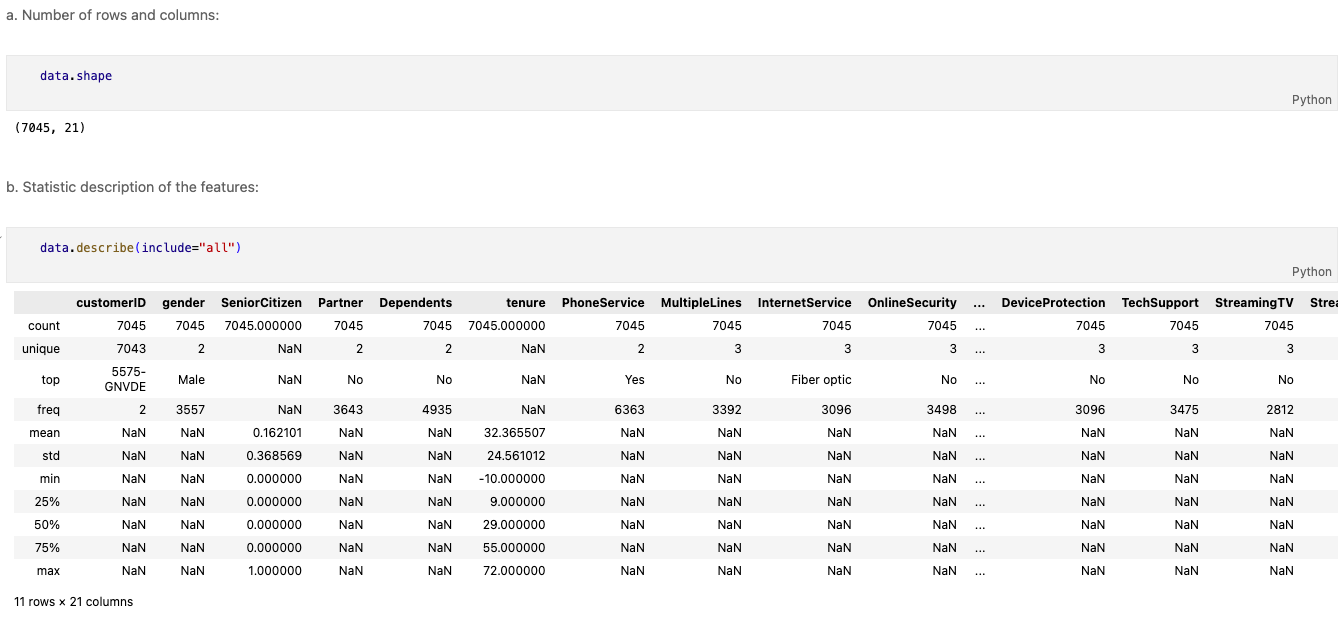 a. Number of rows and columns:
data.shape
Python
(7045, 21)
b. Statistic description of the features:
data.describe(include="all")
Python
customerID gender SeniorCitizen Partner Dependents tenure PhoneService MultipleLines InternetService OnlineSecurity ... DeviceProtection TechSupport StreamingTV
count 7045 7045 7045.000000 7045 7045 7045.000000 7045 7045 7045 7045 ... 7045 7045 7045
unique 7043 2 NaN 2 2 NaN 2 3 3 3 ... 3 3 3
top 5575-GNVDE Male NaN No No NaN Yes No Fiber optic No ... No No No
freq 2 3557 NaN 3643 4935 NaN 6363 3392 3096 3498 ... 3096 3475 2812
mean NaN NaN 0.162101 NaN NaN 32.365507 NaN NaN NaN NaN ... NaN NaN NaN
std NaN NaN 0.368569 NaN NaN 24.561012 NaN NaN NaN NaN ... NaN NaN NaN
min NaN NaN 0.000000 NaN NaN -10.000000 NaN NaN NaN NaN ... NaN NaN NaN
25% NaN NaN 0.000000 NaN NaN 9.000000 NaN NaN NaN NaN ... NaN NaN NaN
50% NaN NaN 0.000000 NaN NaN 29.000000 NaN NaN NaN NaN ... NaN NaN NaN
75% NaN NaN 0.000000 NaN NaN 55.000000 NaN NaN NaN NaN ... NaN NaN NaN
max NaN NaN 1.000000 NaN NaN 72.000000 NaN NaN NaN NaN ... NaN NaN NaN
11 rows × 21 columns